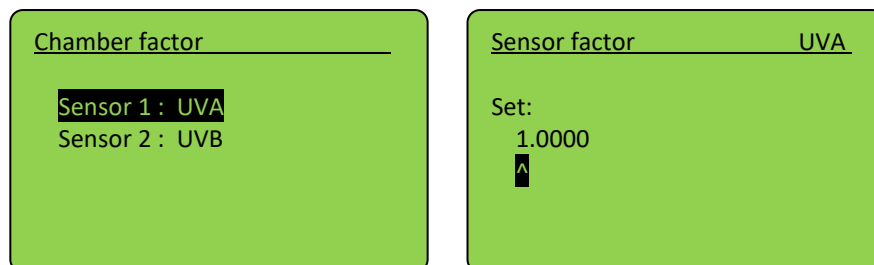 Chamber factor
Sensor 1 : UVA
Sensor 2 : UVB
Sensor factor UVA
Set:
1.0000
^